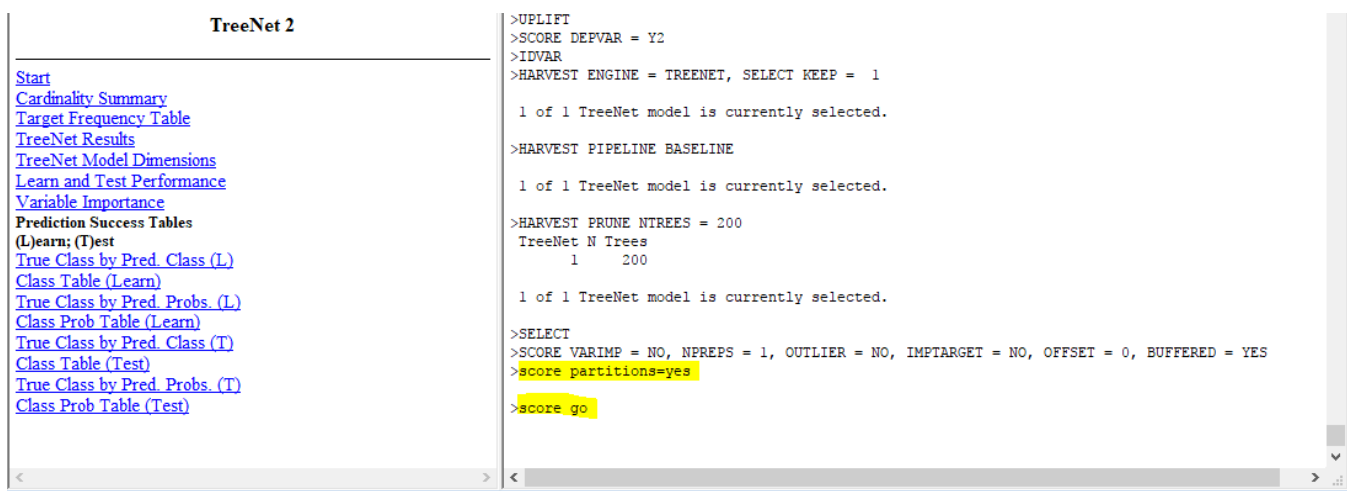 TreeNet 2
Start
Cardinality Summary
Target Frequency Table
TreeNet Results
TreeNet Model Dimensions
Learn and Test Performance
Variable Importance
Prediction Success Tables
(L)earn; (T)est
True Class by Pred. Class (L)
Class Table (Learn)
True Class by Pred. Probs. (L)
Class Prob Table (Learn)
True Class by Pred. Class (T)
Class Table (Test)
True Class by Pred. Probs. (T)
Class Prob Table (Test)
>UPLIFT
>SCORE DEPVAR = Y2
>IDVAR
>HARVEST ENGINE = TREENET, SELECT KEEP = 1
1 of 1 TreeNet model is currently selected.
>HARVEST PIPELINE BASELINE
1 of 1 TreeNet model is currently selected.
>HARVEST PRUNE NTREES = 200
TreeNet N Trees
1 200
1 of 1 TreeNet model is currently selected.
>SELECT
>SCORE VARIMP = NO, NPREPS = 1, OUTLIER = NO, IMPTARGET = NO, OFFSET = 0, BUFFERED = YES
>score partitions=yes
>score go